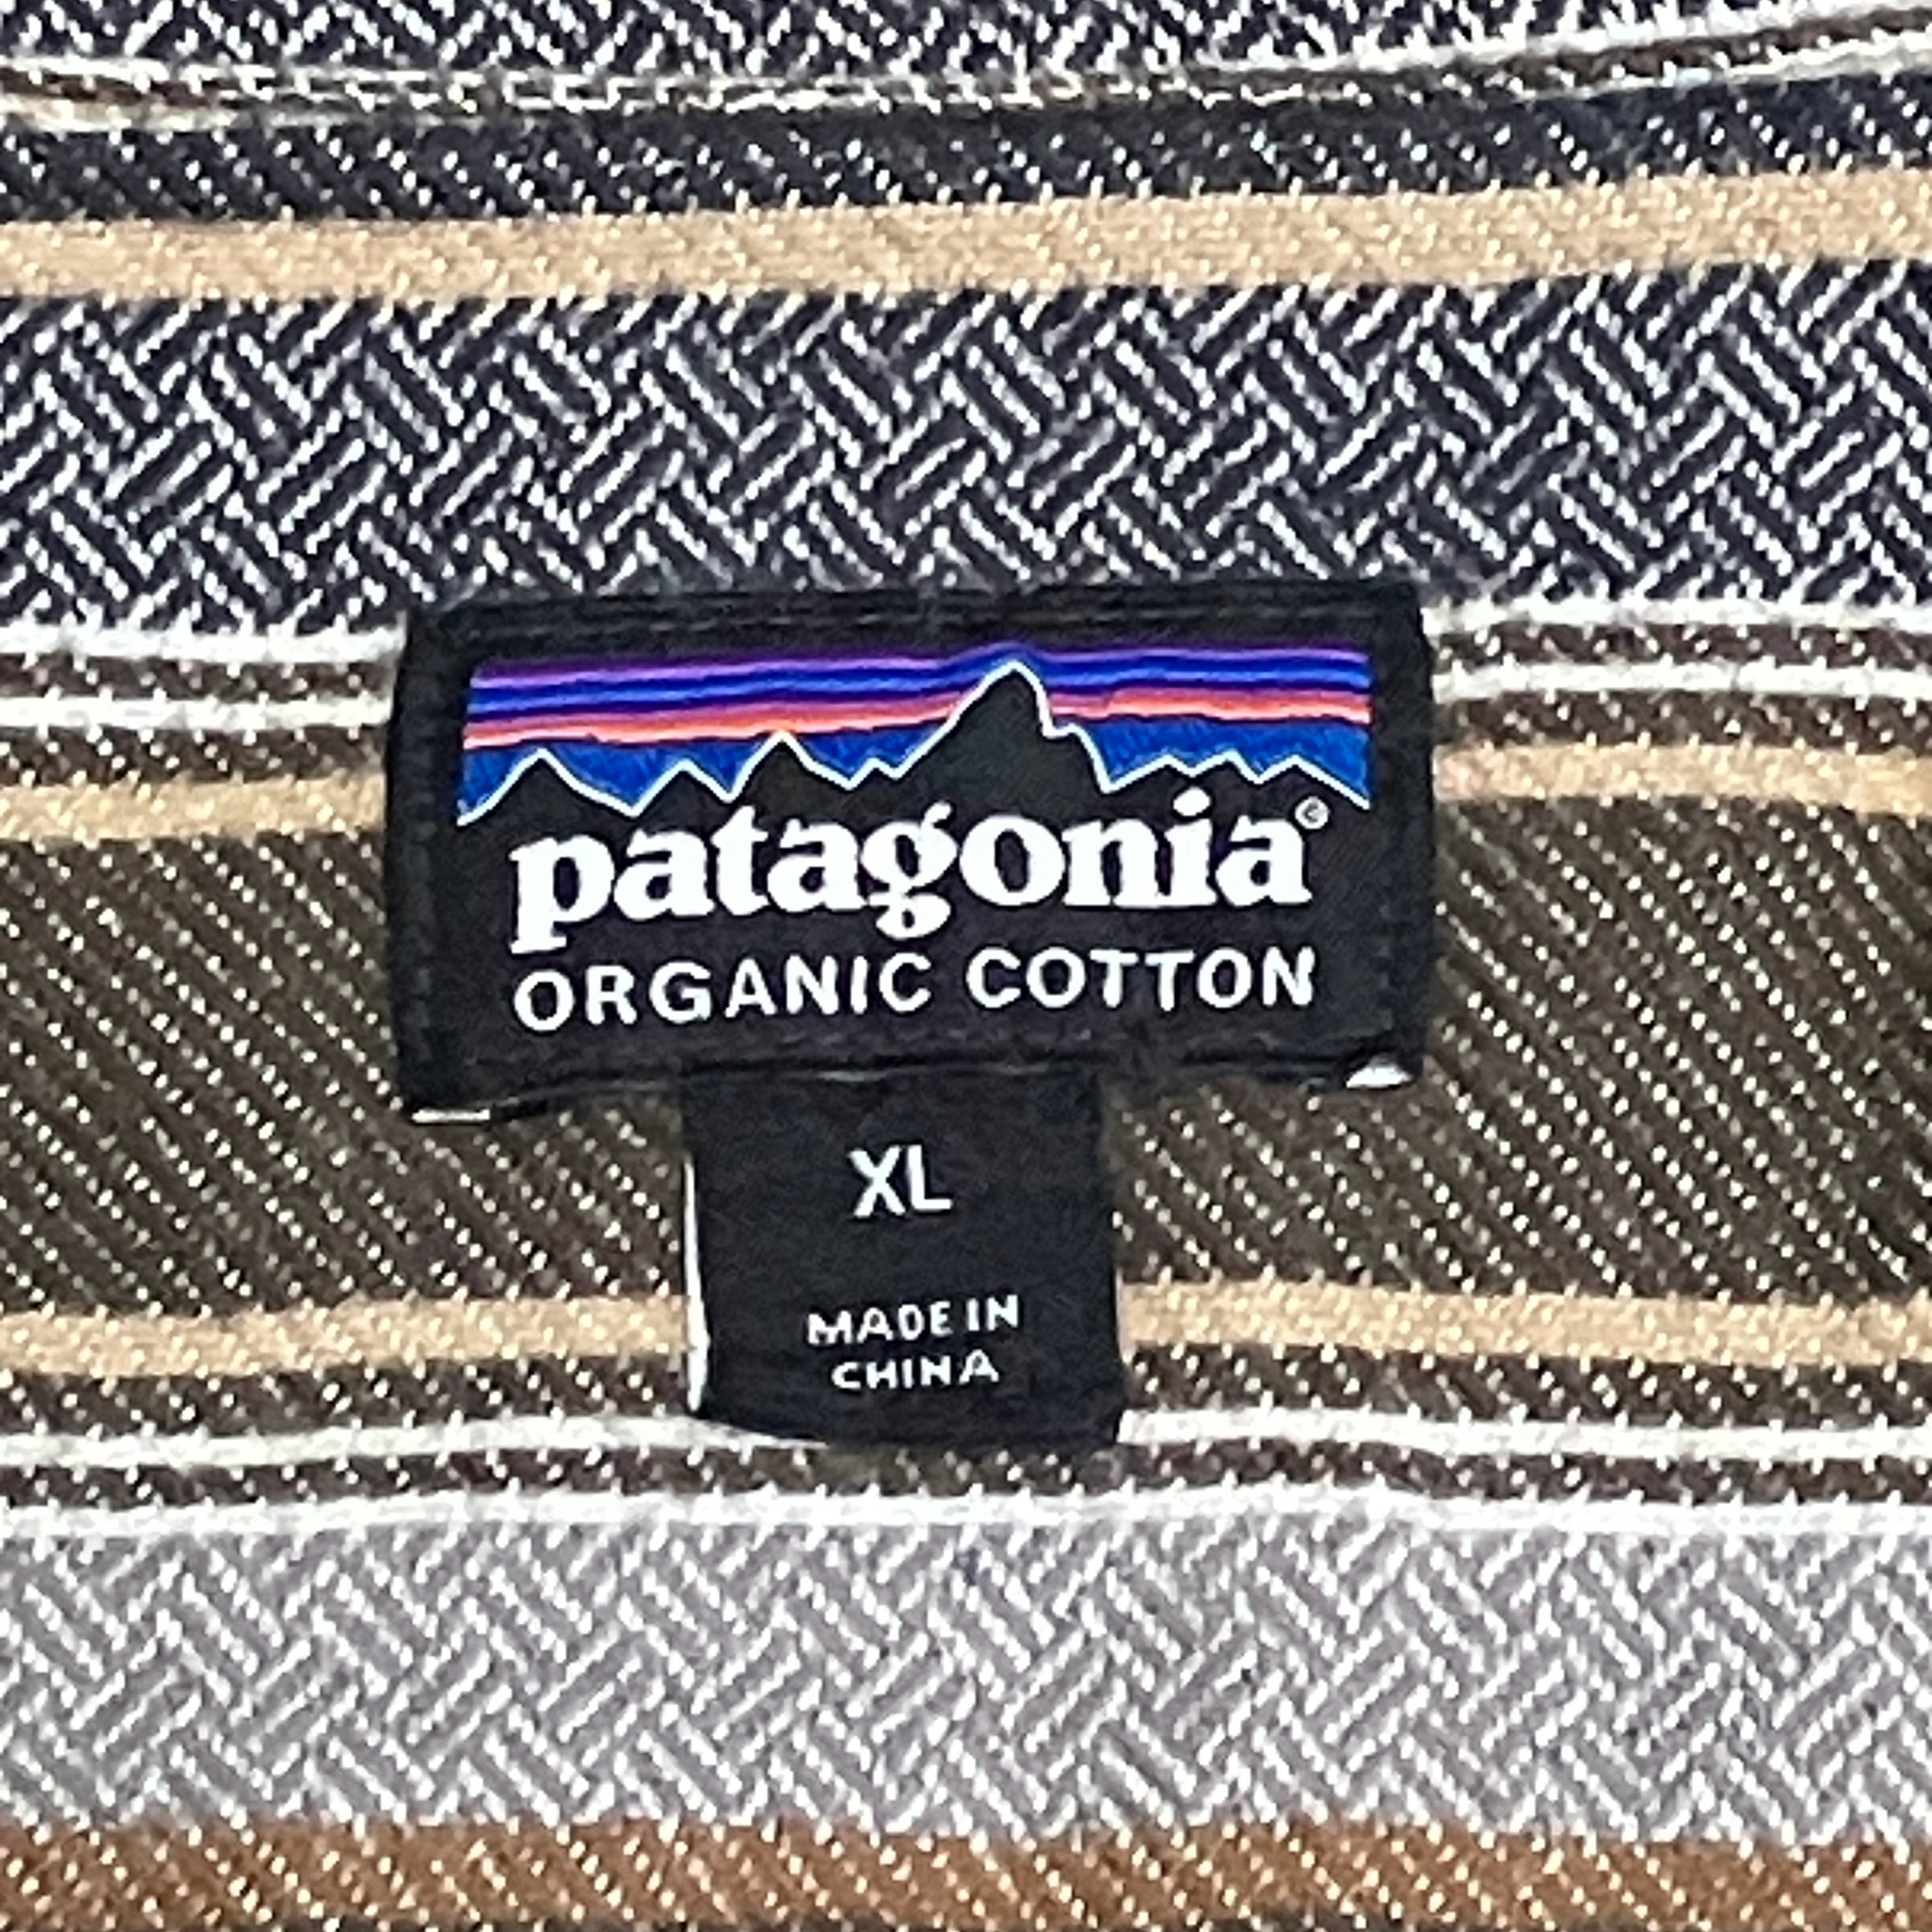 patagonia®
ORGANIC COTTON
XL
MADE IN
CHINA